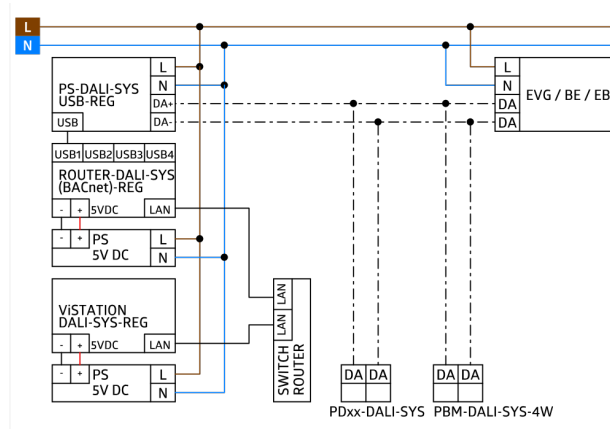 L
N
PS-DALI-SYS
USB-REG
L
N
DA+
DA-
USB
L
N
DA
DA
EVG / BE / EB
USB1 USB2 USB3 USB4
ROUTER-DALI-SYS
(BACnet)-REG
- + 5VDC LAN
- + PS
5V DC
L
N
ViSTATION
DALI-SYS-REG
- + 5VDC LAN
- + PS
5V DC
L
N
LAN
LAN
SWITCH
ROUTER
DA DA
PDxx-DALI-SYS
DA DA
PBM-DALI-SYS-4W